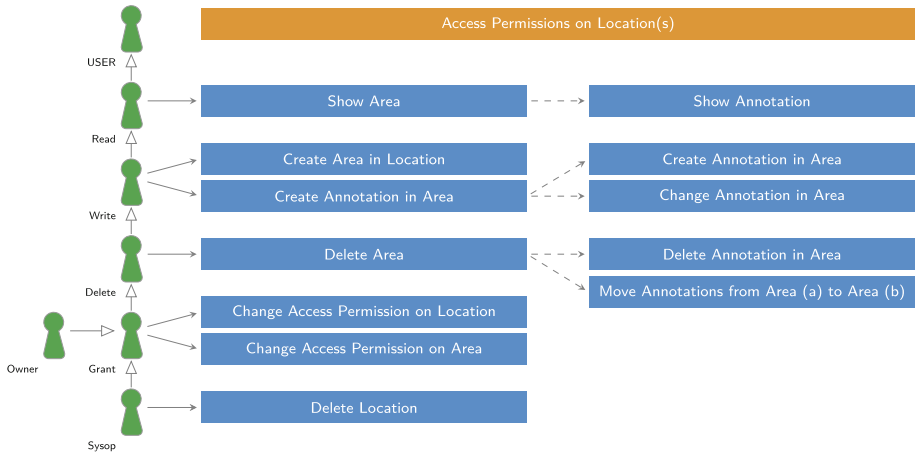 Access Permissions on Location(s)
USER
Show Area
Show Annotation
Read
Create Area in Location
Create Annotation in Area
Create Annotation in Area
Change Annotation in Area
Write
Delete Area
Delete Annotation in Area
Move Annotations from Area (a) to Area (b)
Delete
Change Access Permission on Location
Change Access Permission on Area
Owner
Grant
Delete Location
Sysop